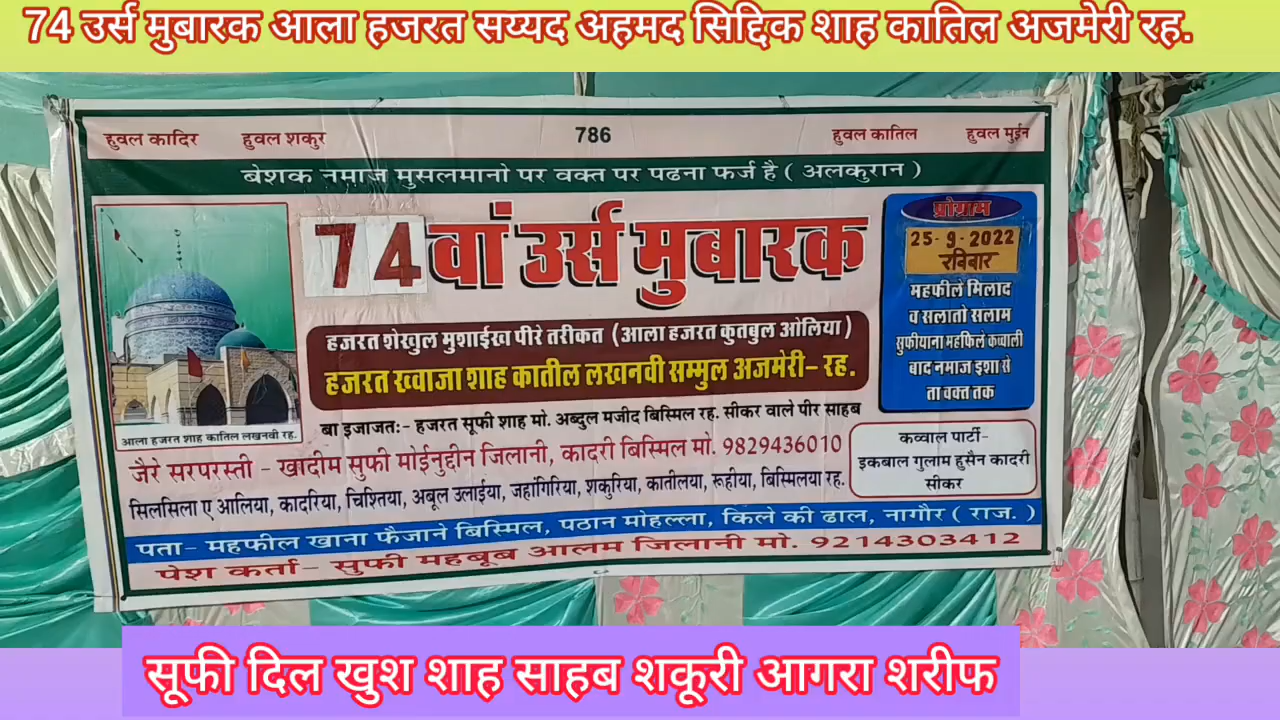 74 उर्स मुबारक आला हजरत सय्यद अहमद सिद्दिक शाह कातिल अजमेरी रह.
हुवल कादिर हुवल शकुर 786 हुवल कातिल हुवल मुईन
बेशक नमाज मुसलमानो पर वक्त पर पढना फर्ज है ( अलकुरान )
74वां उर्स मुबारक
हजरत शेखुल मुशाईख पीरे तरीकत (आला हजरत कुतबुल ओलिया)
हजरत ख्वाजा शाह कातील लखनवी सम्मुल अजमेरी- रह.
आला हजरत शाह कातिल लखनवी रह.
प्रोग्राम
25-9-2022
रविवार
महफीले मिलाद
व सलातो सलाम
सुफीयाना महफिले कव्वाली
बाद नमाज इशा से
ता वक्त तक
बा इजाजतः- हजरत सूफी शाह मो. अब्दुल मजीद बिस्मिल रह. सीकर वाले पीर साहब
जैरे सरपरस्ती - खादीम सुफी मोईनुद्दीन जिलानी, कादरी बिस्मिल मो. 9829436010
सिलसिला ए आलिया, कादरिया, चिश्तिया, अबूल उलाईया, जहांगिरिया, शकुरिया, कातीलया, रूहीया, बिस्मिलया रह.
कव्वाल पार्टी-
इकबाल गुलाम हुसैन कादरी
सीकर
पता- महफील खाना फैजाने बिस्मिल, पठान मोहल्ला, किले की ढाल, नागौर ( राज. )
पेश कर्ता- सुफी महबूब आलम जिलानी मो. 9214303412
सूफी दिल खुश शाह साहब शकूरी आगरा शरीफ